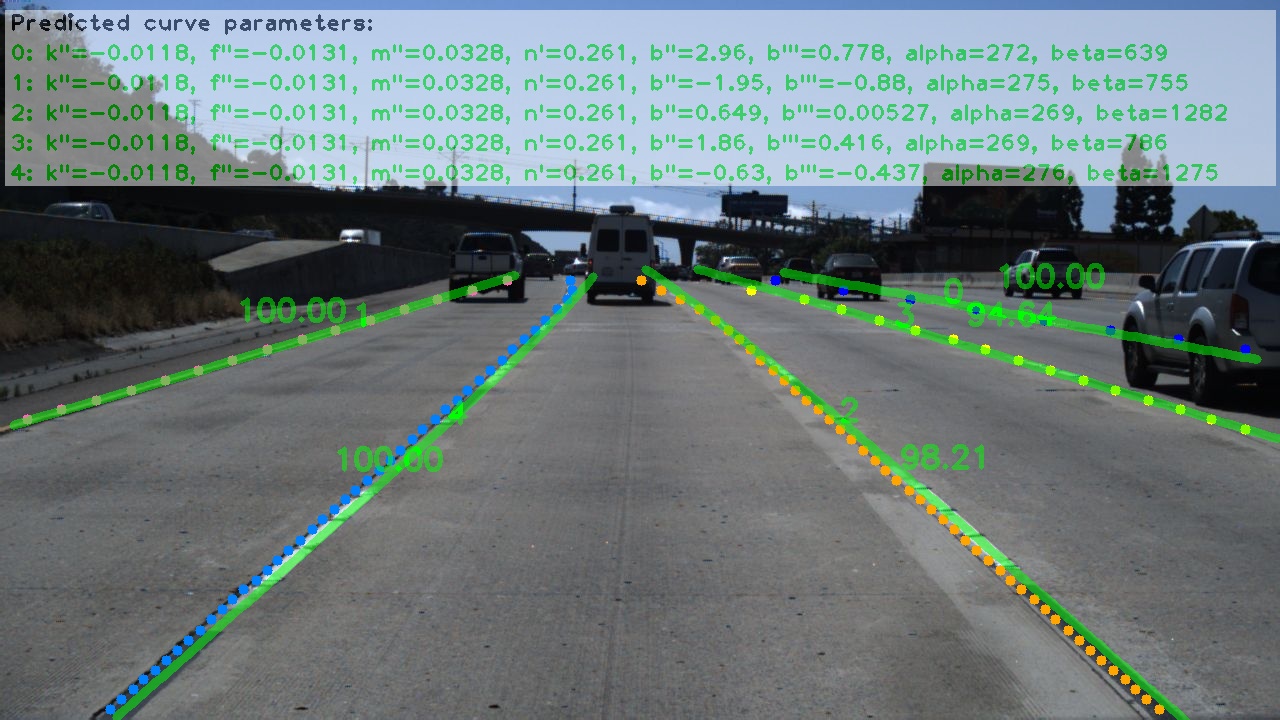 Predicted curve parameters:
0: k''=-0.0118, f''=-0.0131, m''=0.0328, n'=0.261, b''=2.96, b'''=0.778, alpha=272, beta=639
1: k''=-0.0118, f''=-0.0131, m''=0.0328, n'=0.261, b''=-1.95, b'''=-0.88, alpha=275, beta=755
2: k''=-0.0118, f''=-0.0131, m''=0.0328, n'=0.261, b''=0.649, b'''=0.00527, alpha=269, beta=1282
3: k''=-0.0118, f''=-0.0131, m''=0.0328, n'=0.261, b''=1.86, b'''=0.416, alpha=269, beta=786
4: k''=-0.0118, f''=-0.0131, m''=0.0328, n'=0.261, b''=-0.63, b'''=-0.437, alpha=276, beta=1275
100.00
0
100.00 1
3 94.64
4 2
100.00 98.21